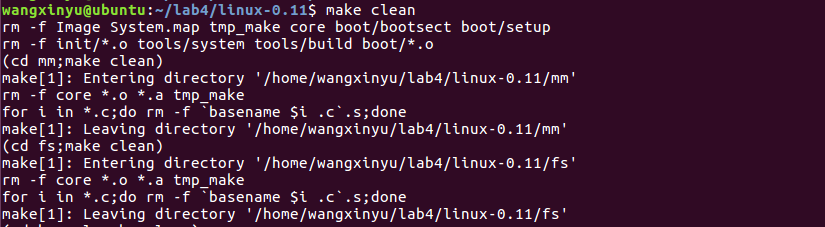 wangxinyu@ubuntu:~/lab4/linux-0.11$ make clean
rm -f Image System.map tmp_make core boot/bootsect boot/setup
rm -f init/*.o tools/system tools/build boot/*.o
(cd mm;make clean)
make[1]: Entering directory '/home/wangxinyu/lab4/linux-0.11/mm'
rm -f core *.o *.a tmp_make
for i in *.c;do rm -f `basename $i .c`.s;done
make[1]: Leaving directory '/home/wangxinyu/lab4/linux-0.11/mm'
(cd fs;make clean)
make[1]: Entering directory '/home/wangxinyu/lab4/linux-0.11/fs'
rm -f core *.o *.a tmp_make
for i in *.c;do rm -f `basename $i .c`.s;done
make[1]: Leaving directory '/home/wangxinyu/lab4/linux-0.11/fs'